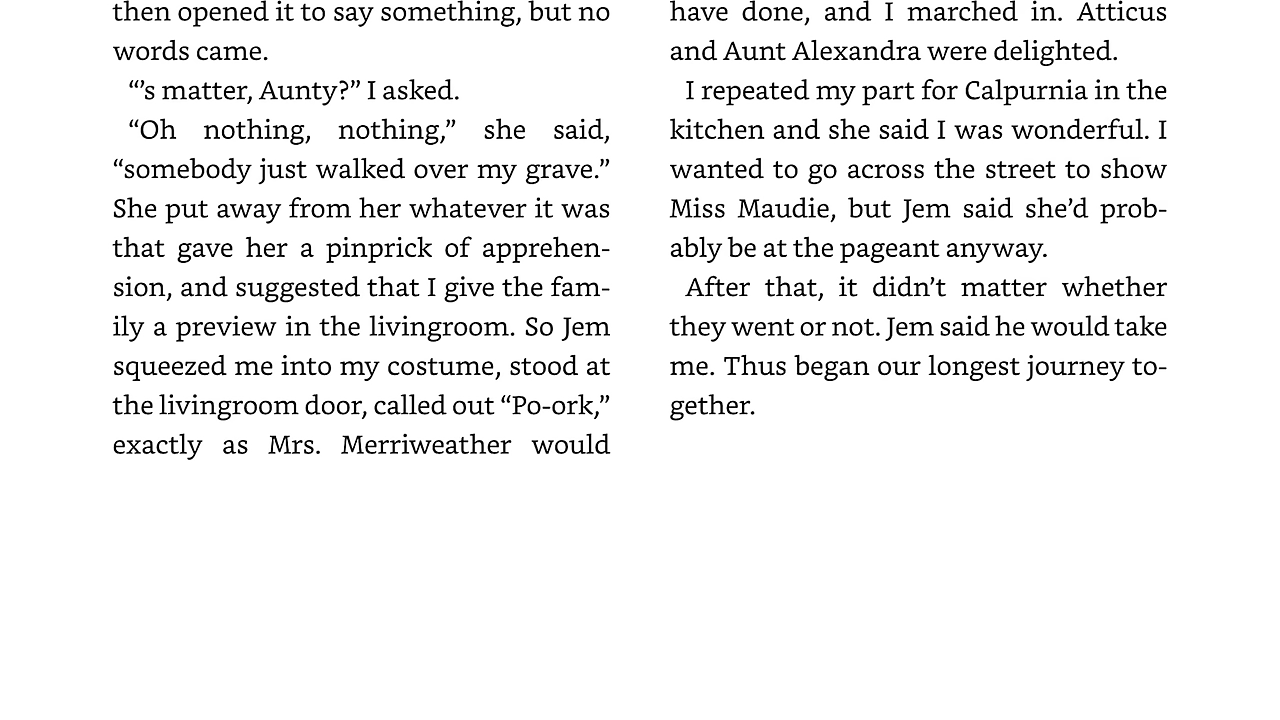 then opened it to say something, but no
words came.
“’s matter, Aunty?” I asked.
“Oh nothing, nothing,” she said,
“somebody just walked over my grave.”
She put away from her whatever it was
that gave her a pinprick of apprehen-
sion, and suggested that I give the fam-
ily a preview in the livingroom. So Jem
squeezed me into my costume, stood at
the livingroom door, called out “Po-ork,”
exactly as Mrs. Merriweather would
have done, and I marched in. Atticus
and Aunt Alexandra were delighted.
I repeated my part for Calpurnia in the
kitchen and she said I was wonderful. I
wanted to go across the street to show
Miss Maudie, but Jem said she’d prob-
ably be at the pageant anyway.
After that, it didn’t matter whether
they went or not. Jem said he would take
me. Thus began our longest journey to-
gether.